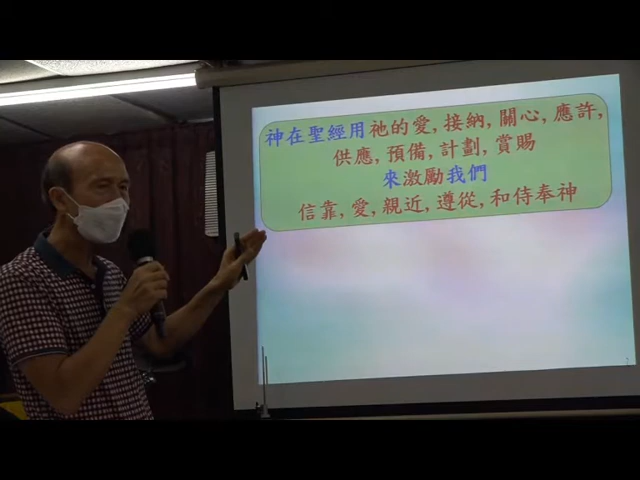 神在聖經用祂的愛, 接納, 關心, 應許,
供應, 預備, 計劃, 賞賜
來激勵我們
信靠, 愛, 親近, 遵從, 和侍奉神